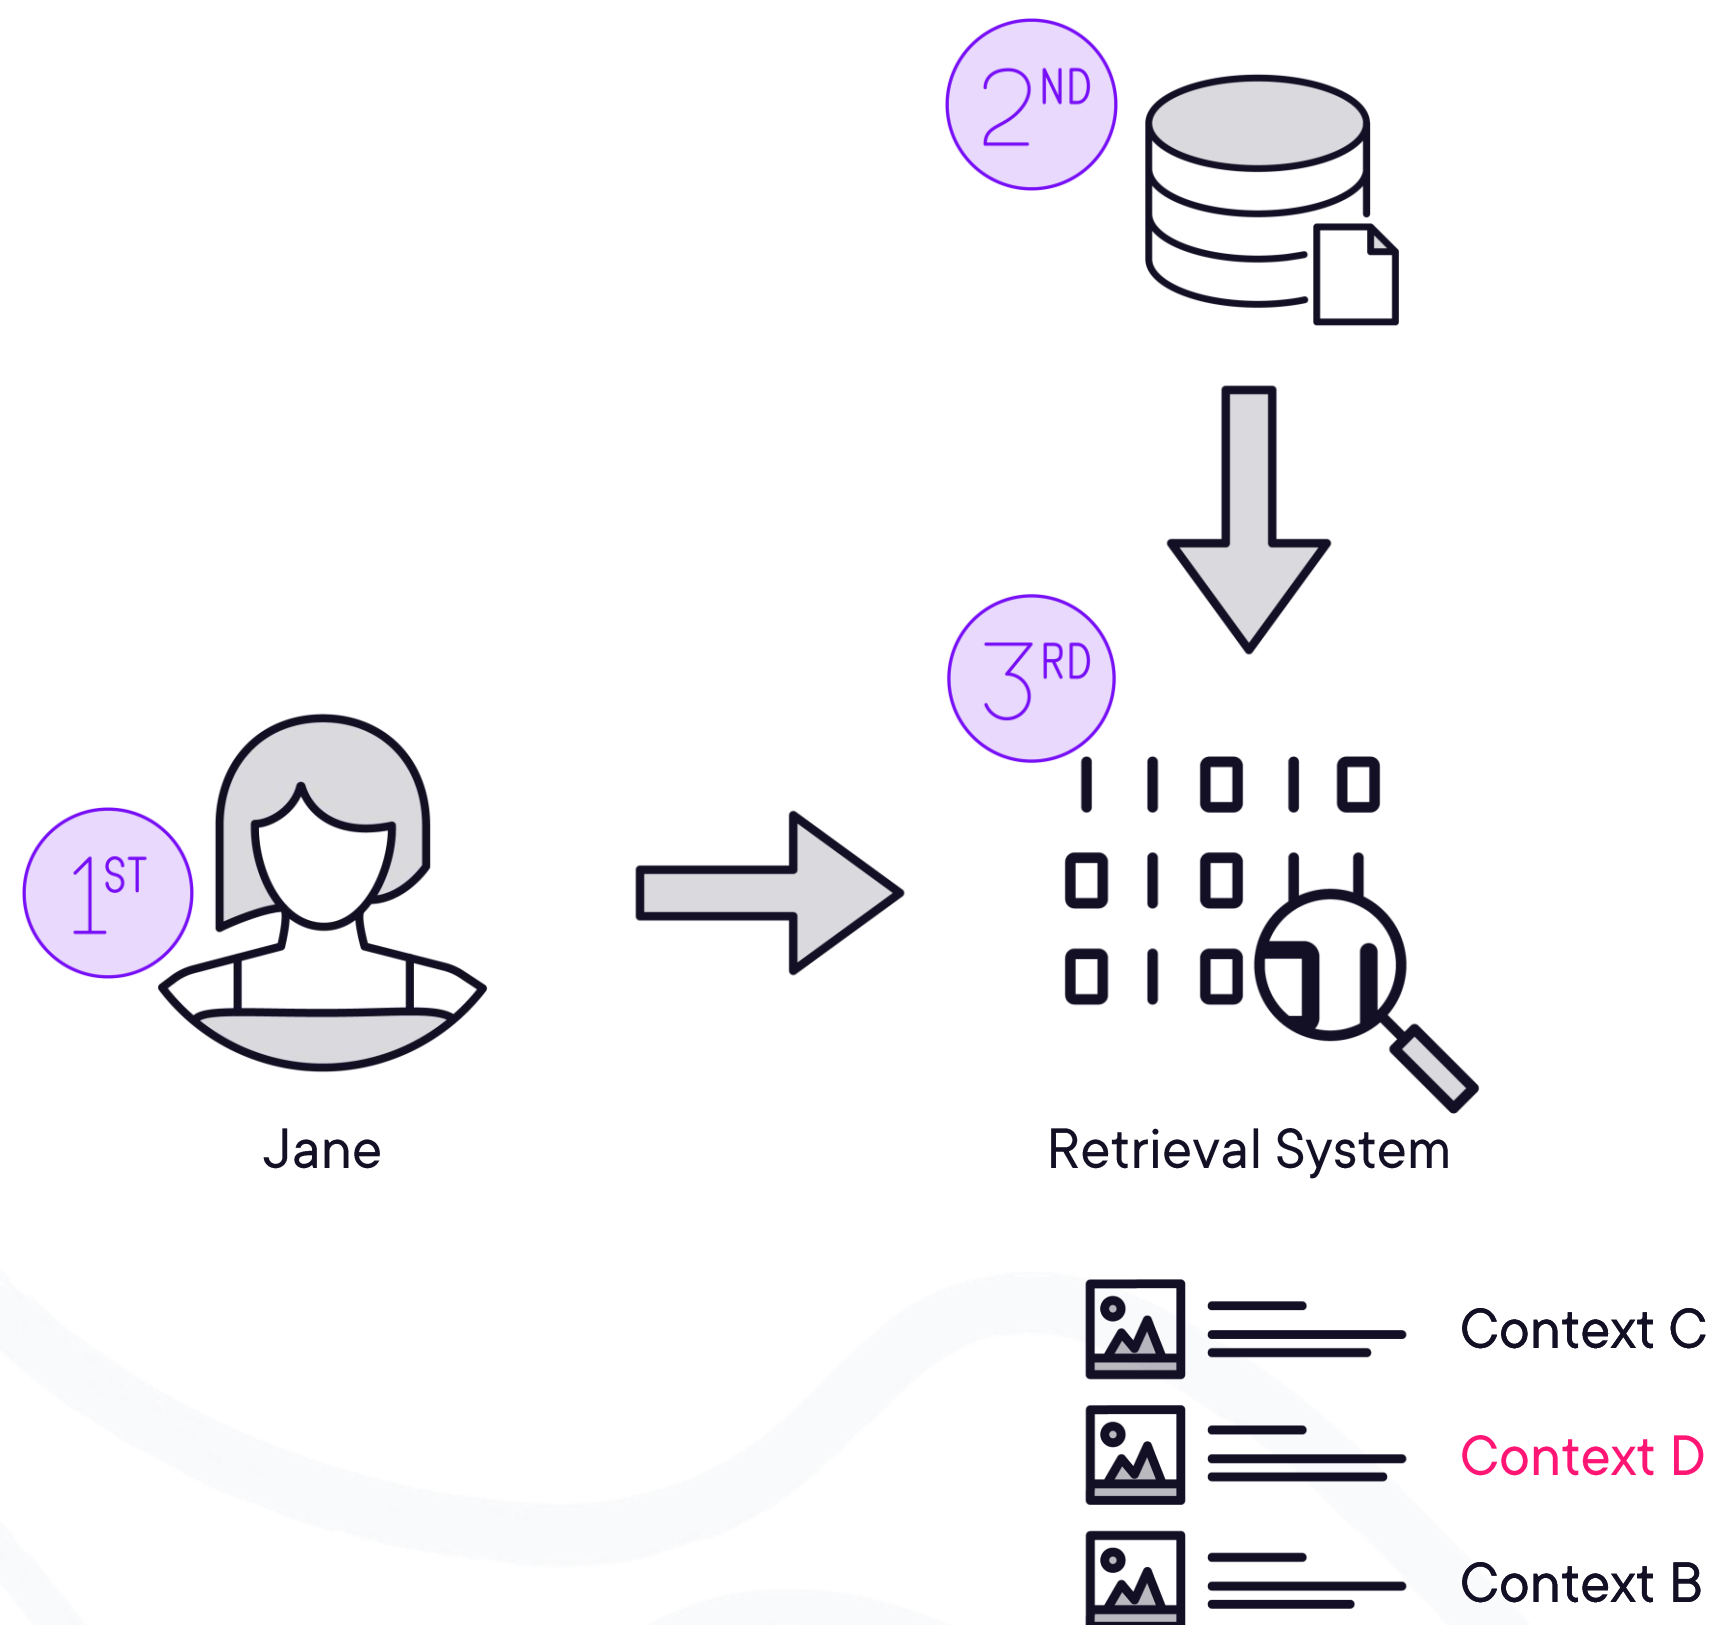 2ND
3RD
1ST
Jane
Retrieval System
Context C
Context D
Context B